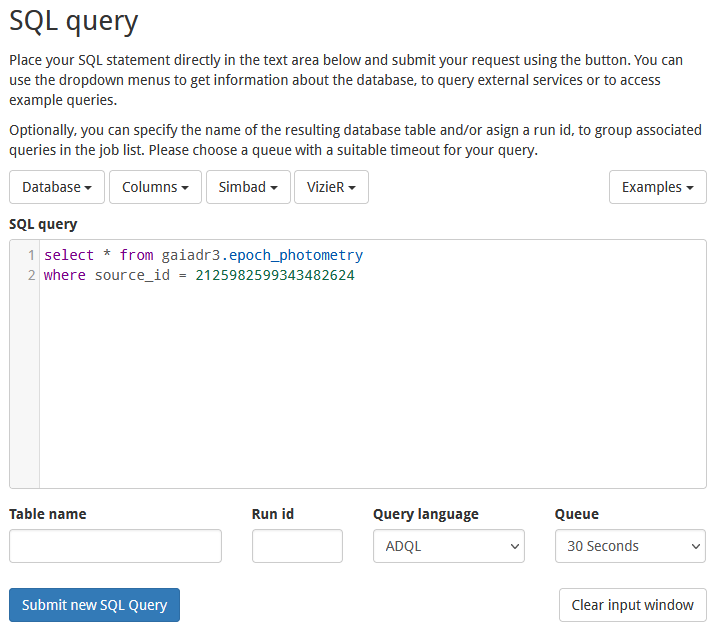 SQL query
Place your SQL statement directly in the text area below and submit your request using the button. You can
use the dropdown menus to get information about the database, to query external services or to access
example queries.
Optionally, you can specify the name of the resulting database table and/or asign a run id, to group associated
queries in the job list. Please choose a queue with a suitable timeout for your query.
Database Columns Simbad VizieR Examples
SQL query
1 select * from gaiadr3.epoch_photometry
2 where source_id = 2125982599343482624
Table name Run id Query language Queue
ADQL 30 Seconds
Submit new SQL Query Clear input window